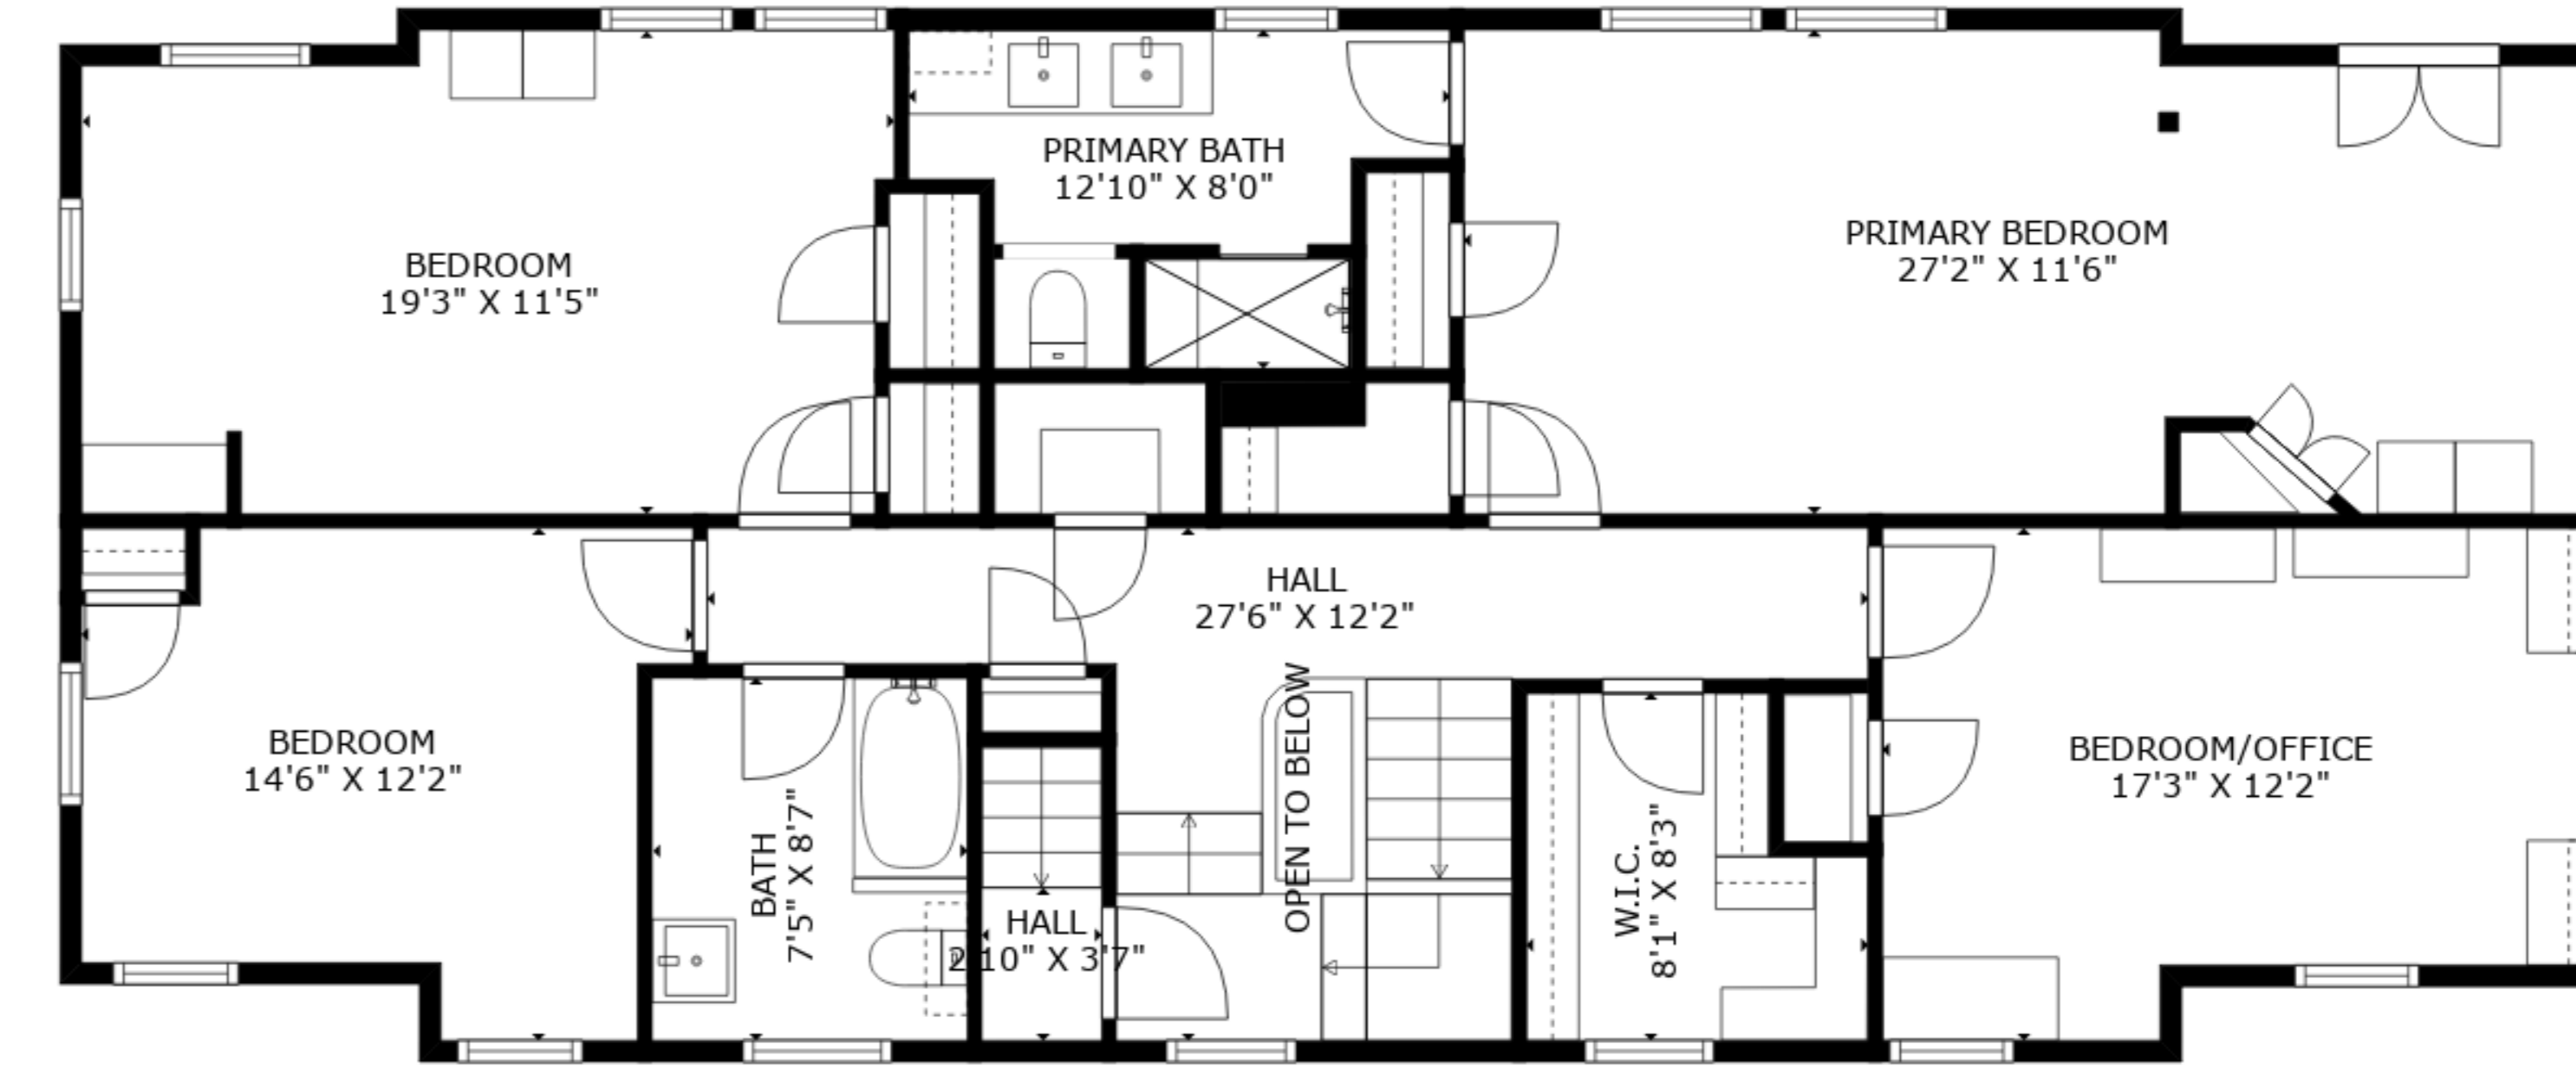 PRIMARY BATH
12'10" X 8'0"
PRIMARY BEDROOM
27'2" X 11'6"
BEDROOM
19'3" X 11'5"
HALL
27'6" X 12'2"
BEDROOM
14'6" X 12'2"
BATH
7'5" X 8'7"
HALL
2'10" X 3'7"
OPEN TO BELOW
W.I.C.
8'1" X 8'3"
BEDROOM/OFFICE
17'3" X 12'2"